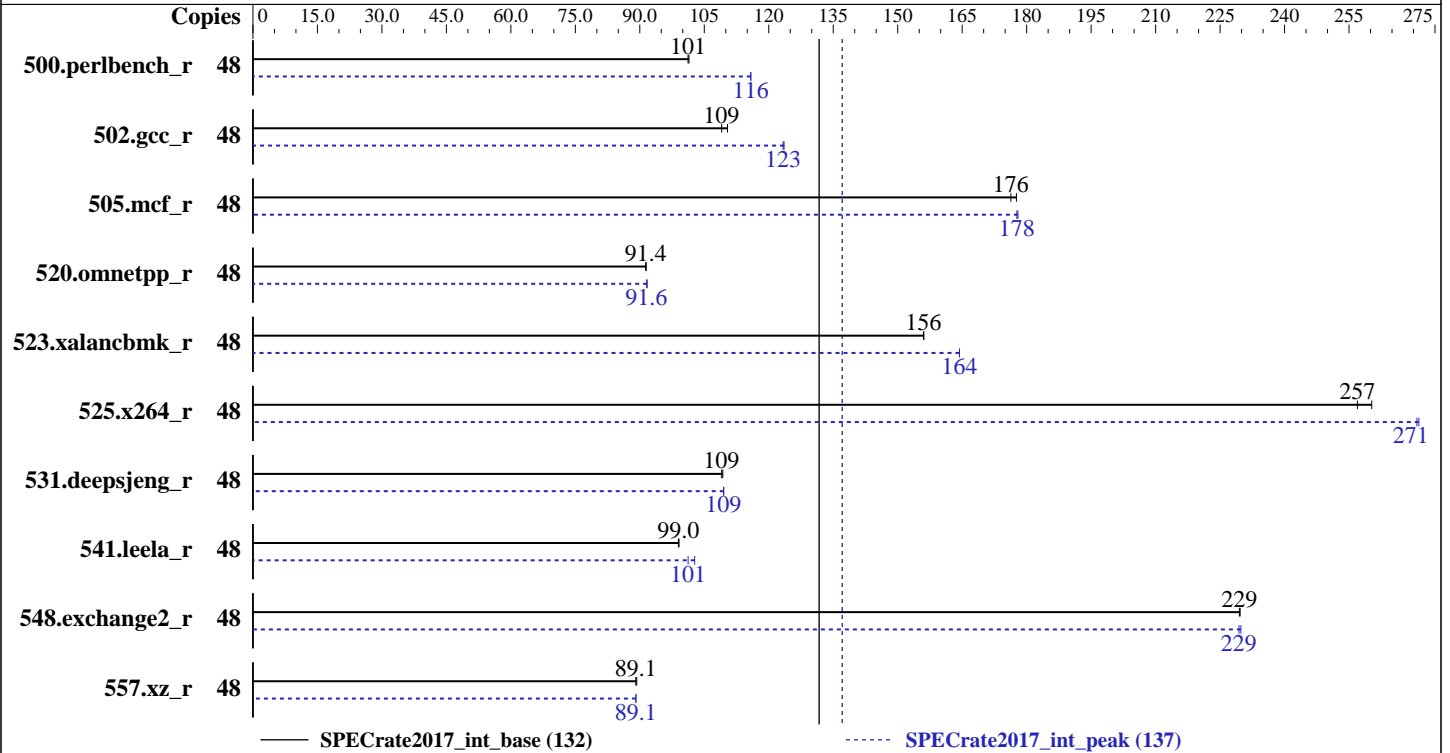 Copies 0 15.0 30.0 45.0 60.0 75.0 90.0 105 120 135 150 165 180 195 210 225 240 255 275
500.perlbench_r 48 101
116
502.gcc_r 48 109
123
505.mcf_r 48 176
178
520.omnetpp_r 48 91.4
91.6
523.xalancbmk_r 48 156
164
525.x264_r 48 257
271
531.deepsjeng_r 48 109
109
541.leela_r 48 99.0
101
548.exchange2_r 48 229
229
557.xz_r 48 89.1
89.1
SPECrate2017_int_base (132) SPECrate2017_int_peak (137)